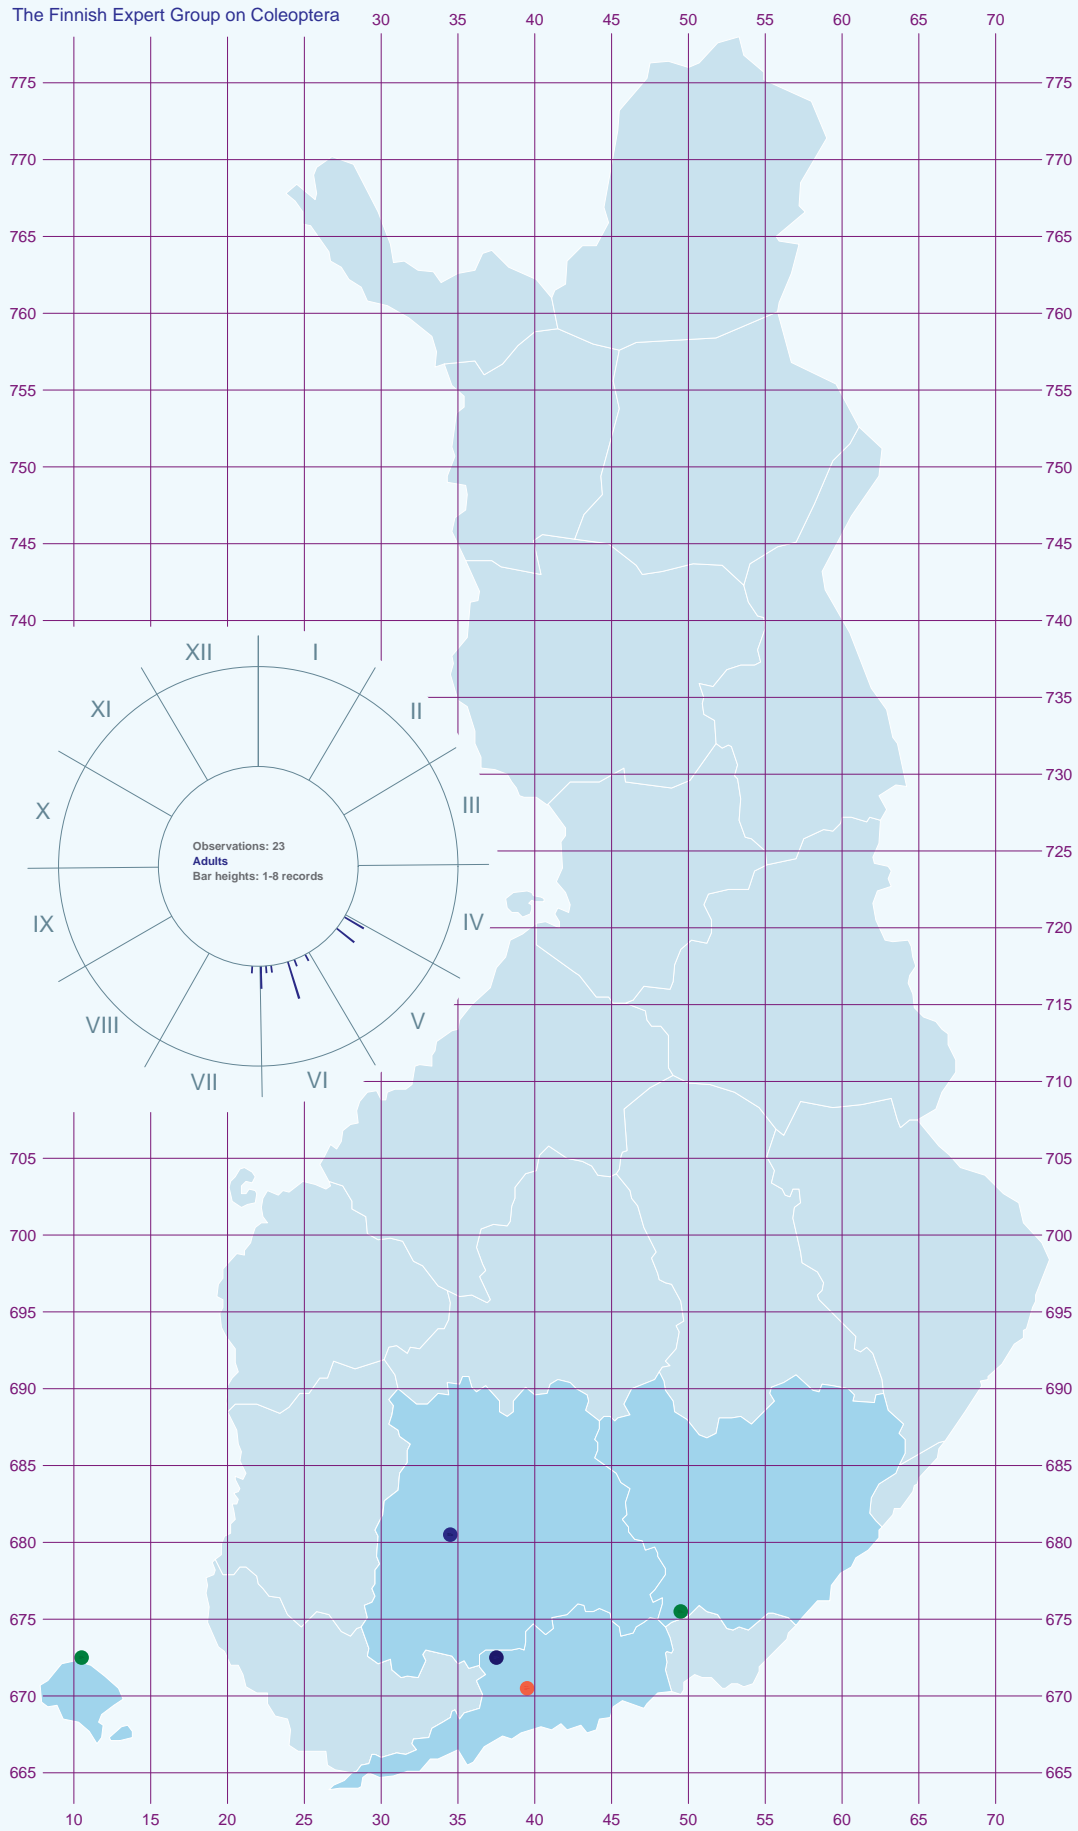 The Finnish Expert Group on Coleoptera 30 35 40 45 50 55 60 65 70
775 775
770 770
765 765
760 760
755 755
750 750
745 745
740 740
XII I
XI II
735
730
X III
Observations: 23
Adults
Bar heights: 1-8 records
725
IX IV
720
VIII V
715
VII VI
710
705 705
700 700
695 695
690 690
685 685
680 680
675 675
670 670
665 665
10 15 20 25 30 35 40 45 50 55 60 65 70